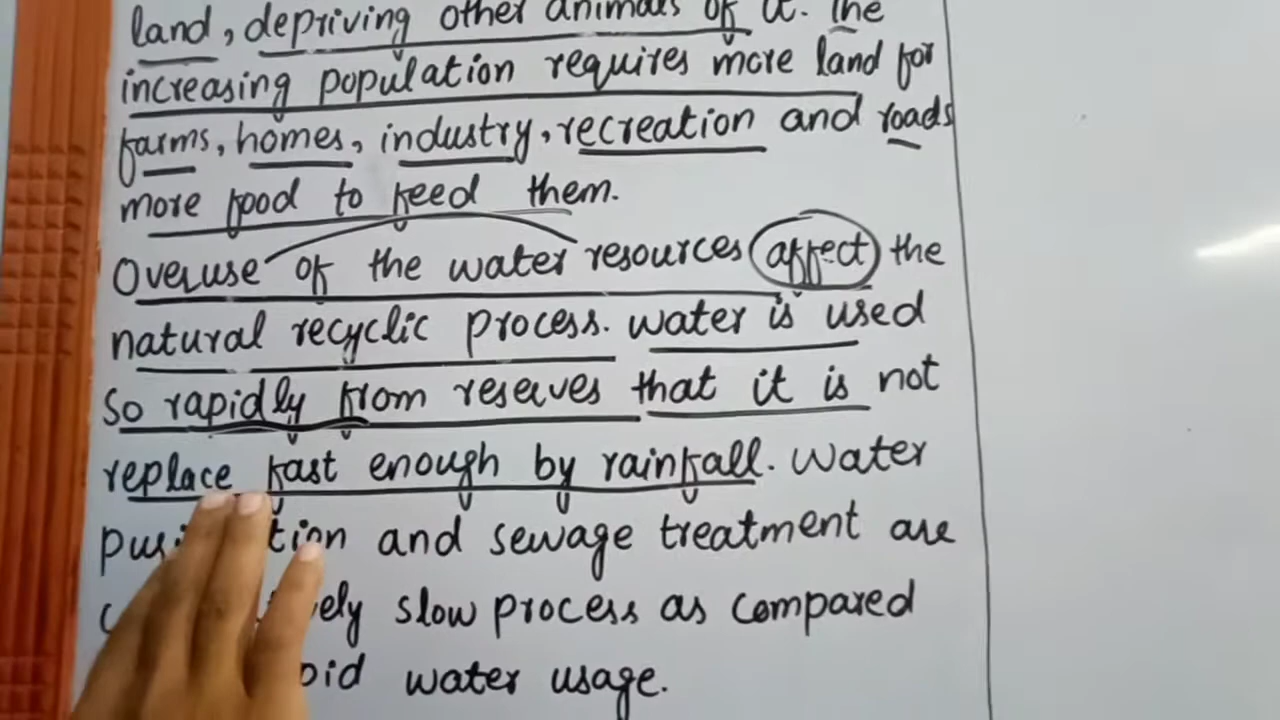 land, depriving other animals of it. The
increasing population requires more land for
farms, homes, industry, recreation and roads
more food to feed them.
Overuse of the water resources affect the
natural recyclic process. Water is used
So rapidly from reserves that it is not
replace fast enough by rainfall. Water
and sewage treatment are
slow process as compared
water usage.